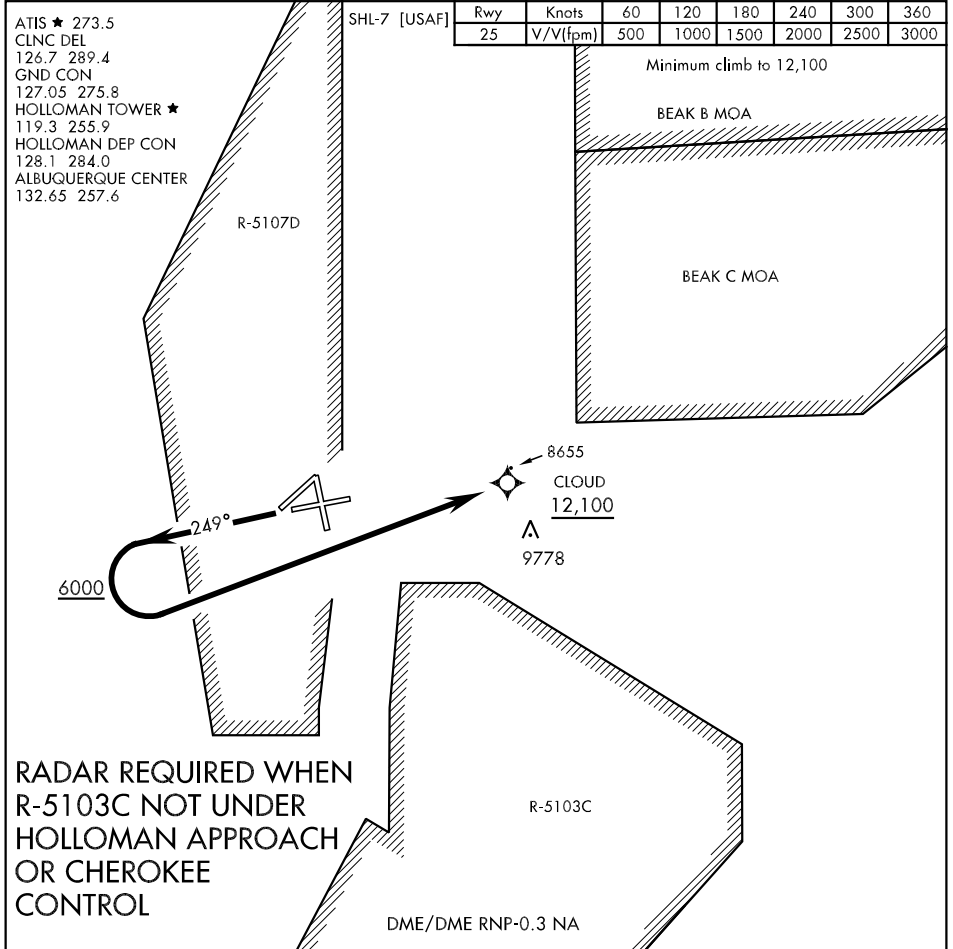 ATIS ★ 273.5
CLNC DEL
126.7 289.4
GND CON
127.05 275.8
HOLLOMAN TOWER ★
119.3 255.9
HOLLOMAN DEP CON
128.1 284.0
ALBUQUERQUE CENTER
132.65 257.6
SHL-7 [USAF]
Rwy Knots 60 120 180 240 300 360
25 V/V(fpm) 500 1000 1500 2000 2500 3000
Minimum climb to 12,100
BEAK B MOA
R-5107D
BEAK C MOA
8655
CLOUD
12,100
249°
9778
6000
RADAR REQUIRED WHEN
R-5103C NOT UNDER
HOLLOMAN APPROACH
OR CHEROKEE
CONTROL
R-5103C
DME/DME RNP-0.3 NA